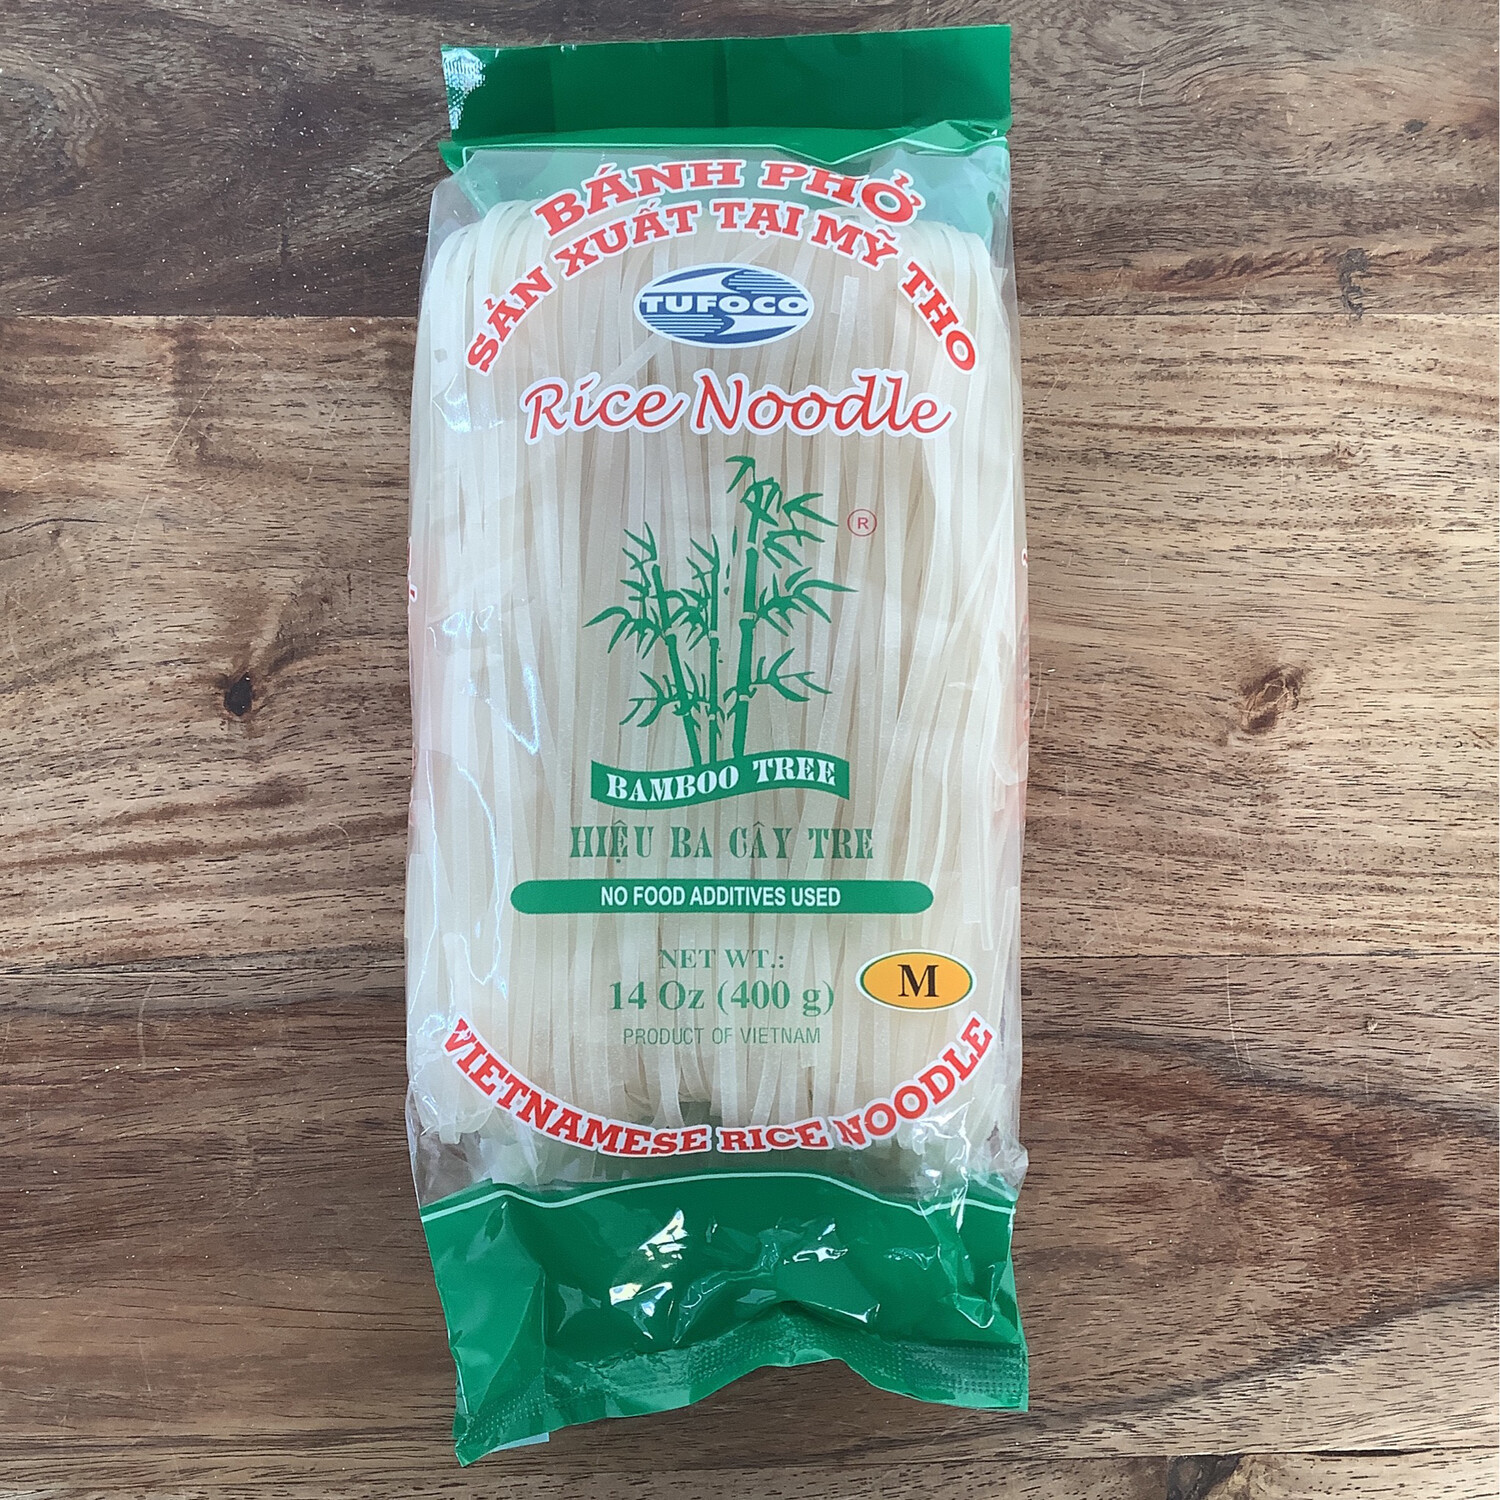 BÁNH PHỞ
SẢN XUẤT TẠI MỸ THO
TUFOCO
Rice Noodle
®
BAMBOO TREE
HIỆU BA CÂY TRE
NO FOOD ADDITIVES USED
NET WT.:
14 Oz (400 g)
M
PRODUCT OF VIETNAM
VIETNAMESE RICE NOODLE